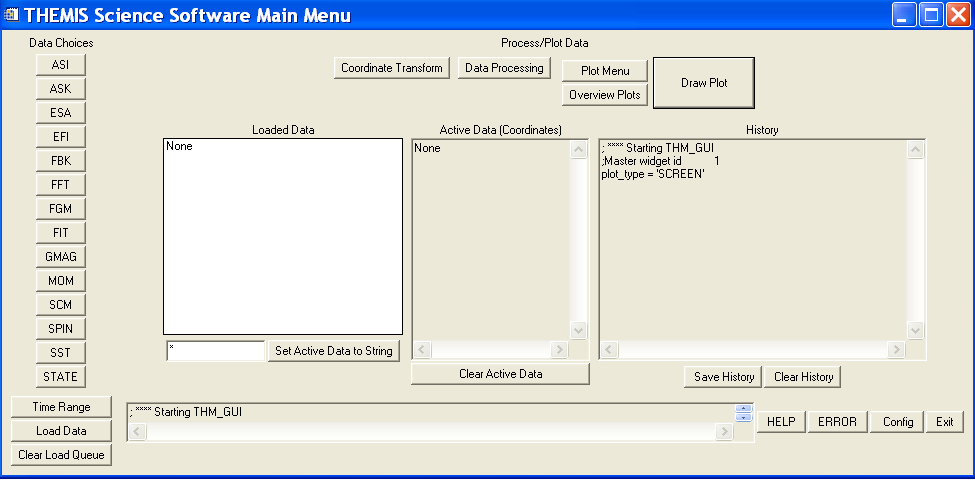 THEMIS Science Software Main Menu
Data Choices
Process/Plot Data
ASI
ASK
ESA
EFI
FBK
FFT
FGM
FIT
GMAG
MOM
SCM
SPIN
SST
STATE
Coordinate Transform
Data Processing
Plot Menu
Overview Plots
Draw Plot
Loaded Data
None
*
Set Active Data to String
Active Data (Coordinates)
None
Clear Active Data
History
; **** Starting THM_GUI
;Master widget id 1
plot_type = 'SCREEN'
Save History
Clear History
Time Range
Load Data
Clear Load Queue
; **** Starting THM_GUI
HELP
ERROR
Config
Exit